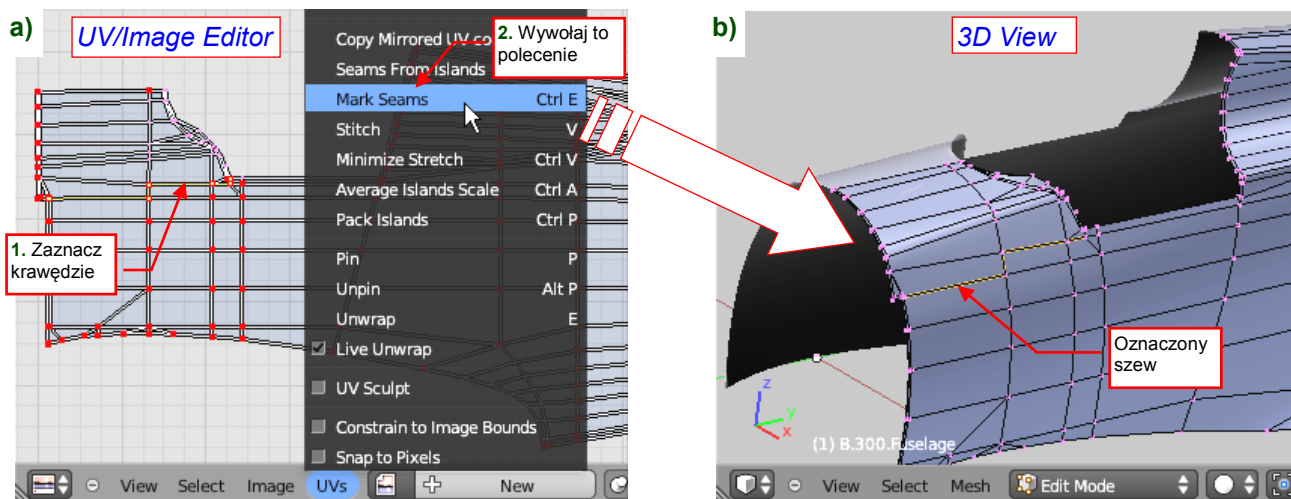 a)
UV/Image Editor
1. Zaznacz
krawędzie
Copy Mirrored UV co
2. Wywołaj to
polecenie
Seams From Islands
Mark Seams Ctrl E
Stitch V
Minimize Stretch Ctrl V
Average Islands Scale Ctrl A
Pack Islands Ctrl P
Pin P
Unpin Alt P
Unwrap E
Live Unwrap
UV Sculpt
Constrain to Image Bounds
Snap to Pixels
View Select Image UVs New
b)
3D View
Oznaczony
szew
z
y
x
(1) B.300.Fuselage
View Select Mesh Edit Mode